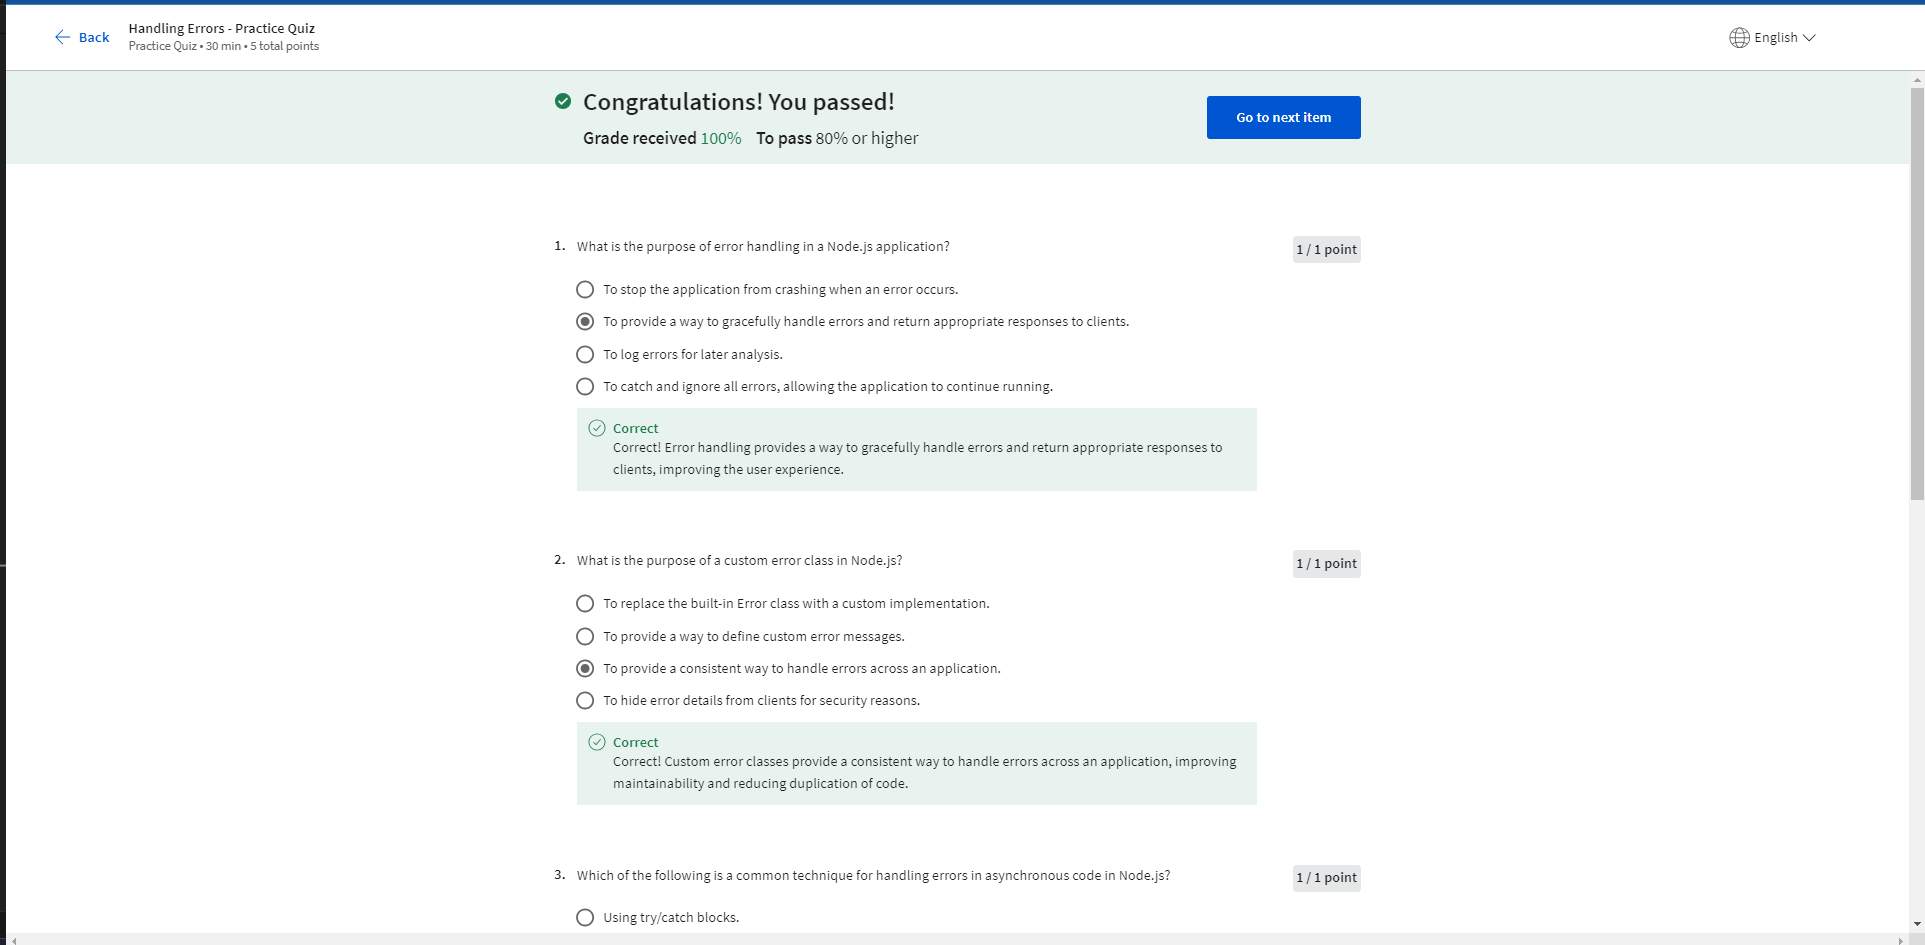 Back
Handling Errors - Practice Quiz
Practice Quiz • 30 min • 5 total points
English
Congratulations! You passed!
Grade received 100% To pass 80% or higher
Go to next item
1. What is the purpose of error handling in a Node.js application?
1 / 1 point
To stop the application from crashing when an error occurs.
To provide a way to gracefully handle errors and return appropriate responses to clients.
To log errors for later analysis.
To catch and ignore all errors, allowing the application to continue running.
Correct
Correct! Error handling provides a way to gracefully handle errors and return appropriate responses to
clients, improving the user experience.
2. What is the purpose of a custom error class in Node.js?
1 / 1 point
To replace the built-in Error class with a custom implementation.
To provide a way to define custom error messages.
To provide a consistent way to handle errors across an application.
To hide error details from clients for security reasons.
Correct
Correct! Custom error classes provide a consistent way to handle errors across an application, improving
maintainability and reducing duplication of code.
3. Which of the following is a common technique for handling errors in asynchronous code in Node.js?
1 / 1 point
Using try/catch blocks.